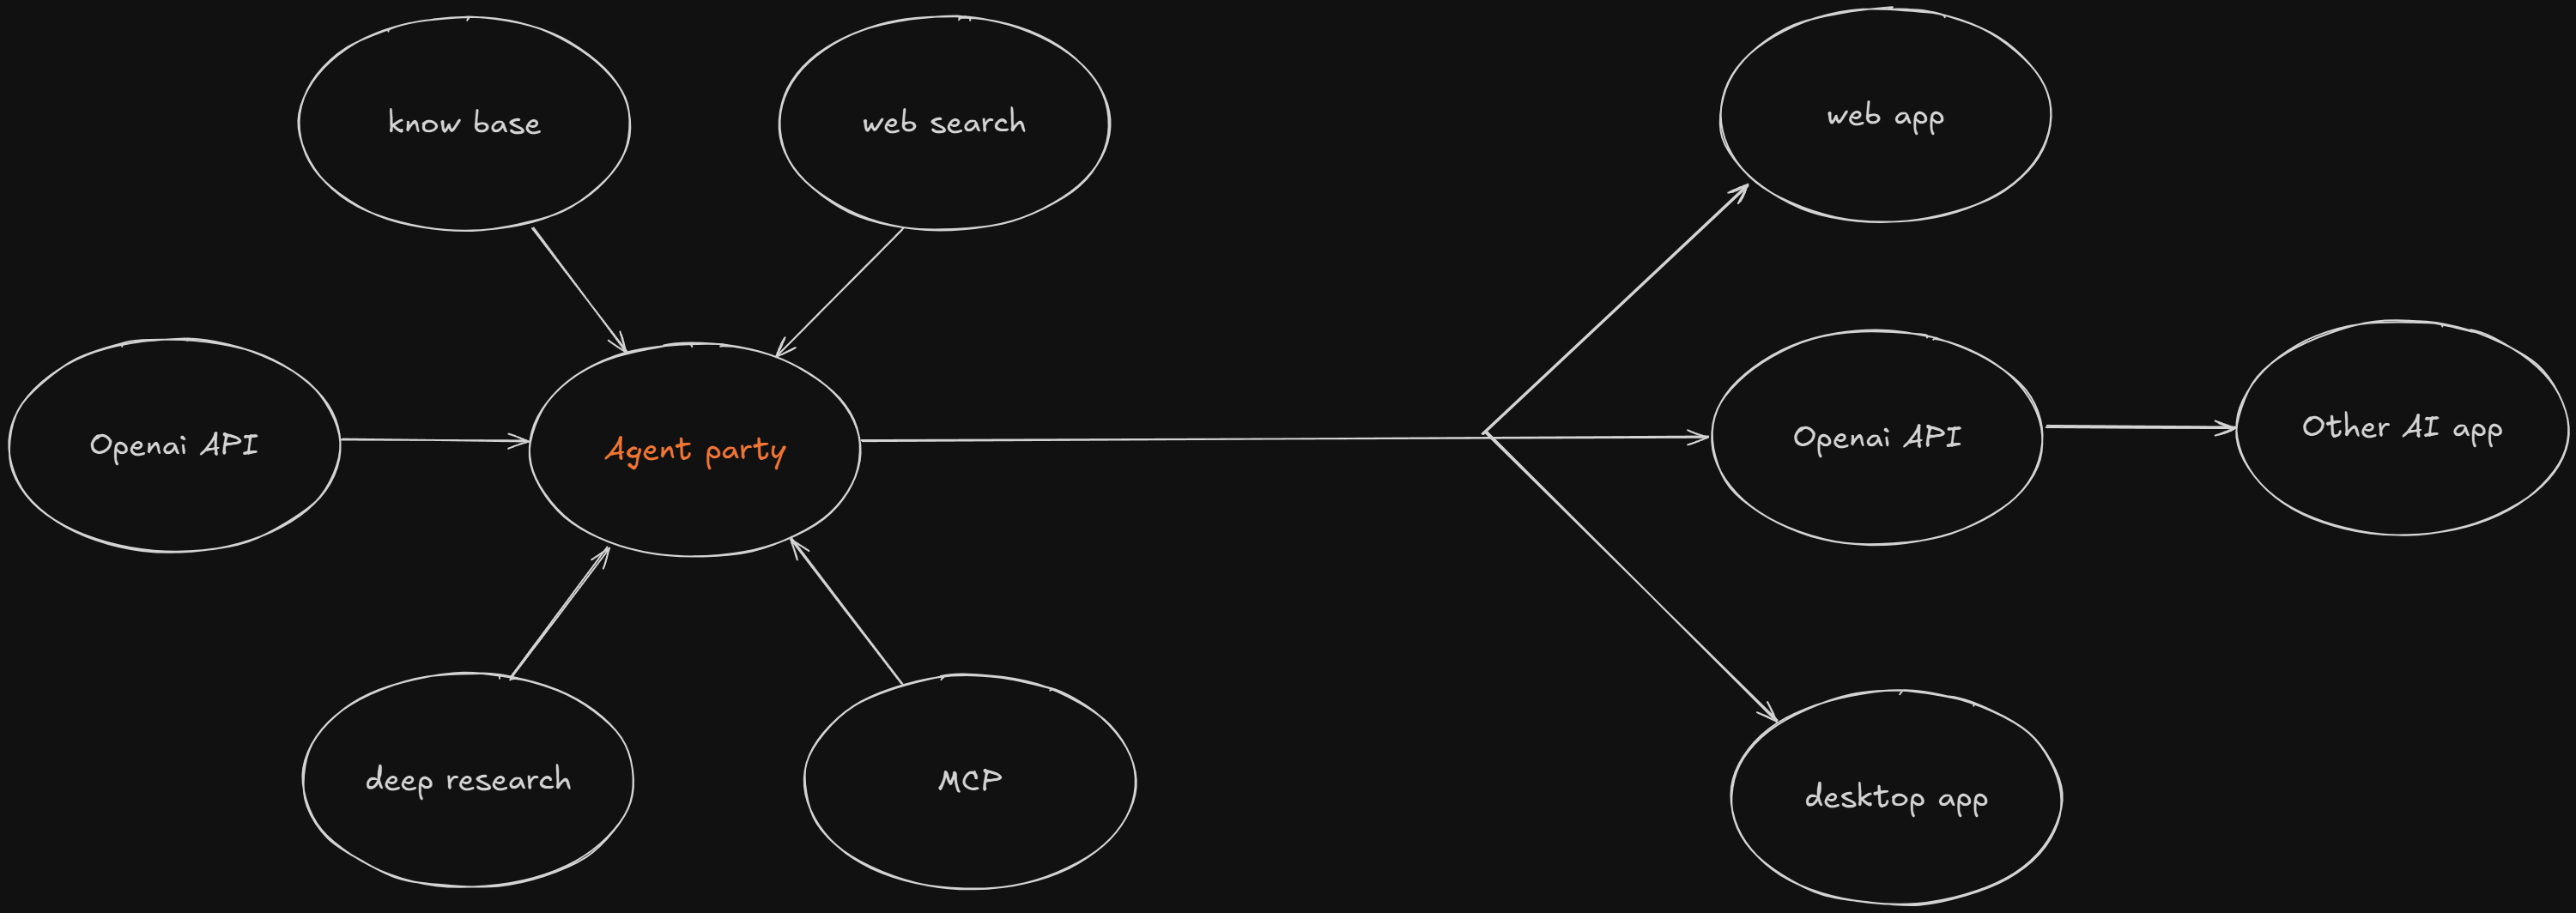 know base
web search
web app
Openai API
Agent party
Openai API
Other AI app
deep research
MCP
desktop app